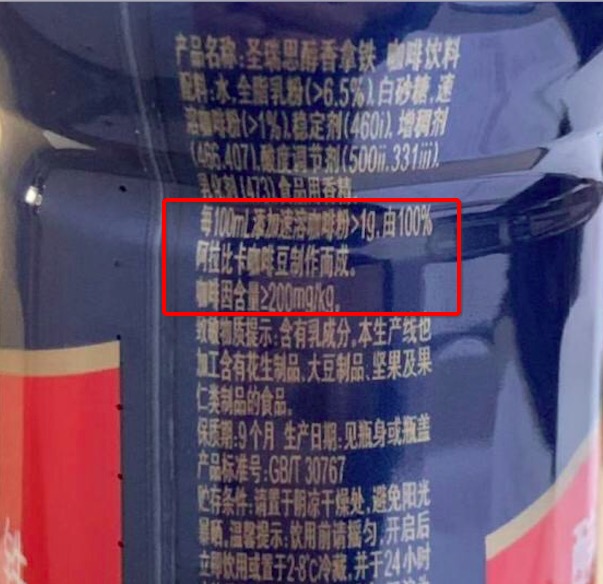 产品名称:圣瑞思醇香拿铁 咖啡饮料
配料:水,全脂乳粉(>6.5%),白砂糖,速
溶咖啡粉(>1%),稳定剂(460i),增稠剂
(466,407),酸度调节剂(500ii,331iii),
乳化剂(473),食品用香精。
每100mL添加速溶咖啡粉>1g,由100%
阿拉比卡咖啡豆制作而成。
咖啡因含量≥200mg/kg。
致敏物质提示:含有乳成分,本生产线也
加工含有花生制品、大豆制品、坚果及果
仁类制品的食品。
保质期:9个月 生产日期:见瓶身或瓶盖
产品标准号:GB/T 30767
贮存条件:请置于阴凉干燥处,避免阳光
暴晒。温馨提示:饮用前请摇匀,开启后
立即饮用或置于2-8℃冷藏,并于24小时